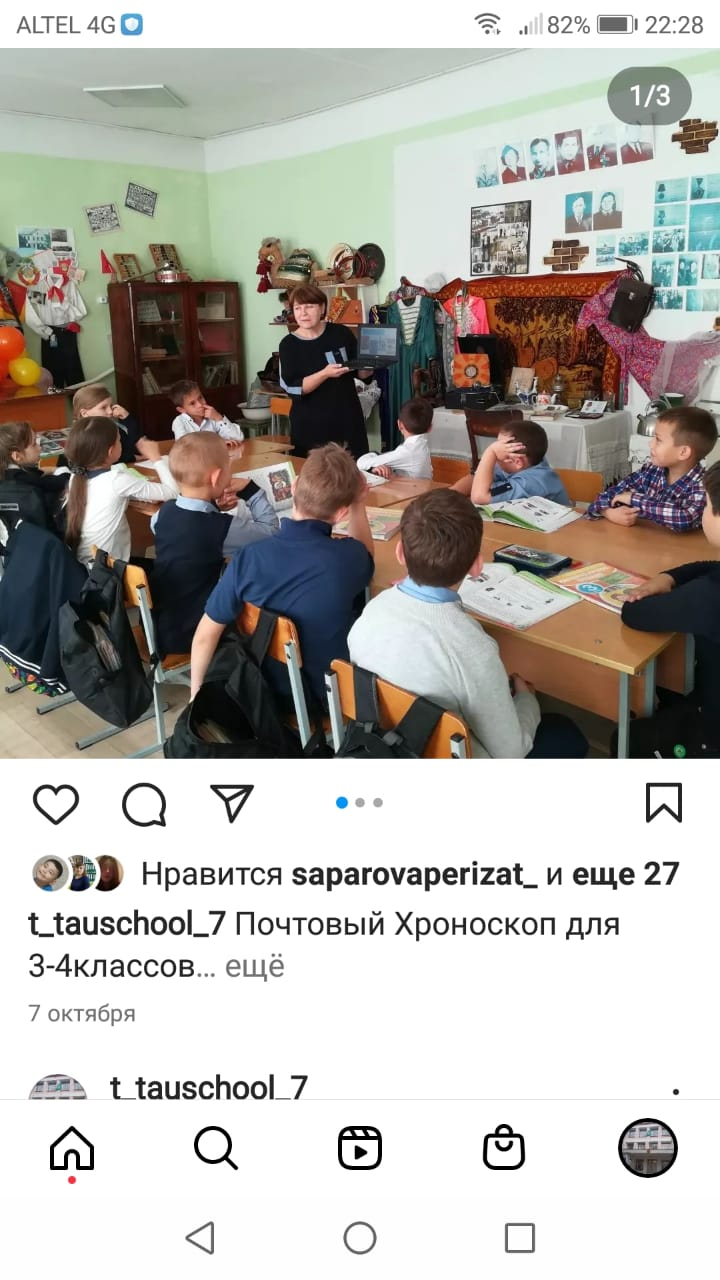 ALTEL 4G 82% 22:28
1/3
Нравится saparovaperizat_ и еще 27
t_tauschool_7 Почтовый Хроноскоп для
3-4классов... ещё
7 октября
t_tauschool_7